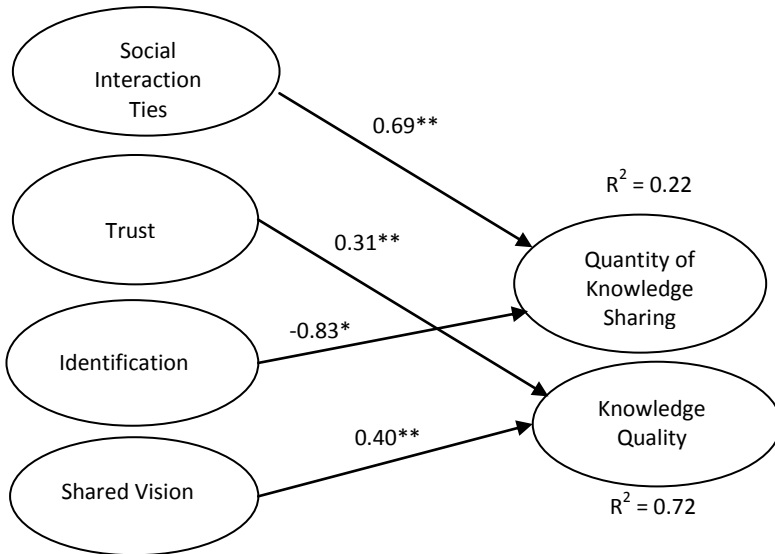 Social
Interaction
Ties
0.69**
R² = 0.22
Trust
0.31**
Quantity of
Knowledge
Sharing
-0.83*
Identification
Knowledge
Quality
0.40**
Shared Vision
R² = 0.72